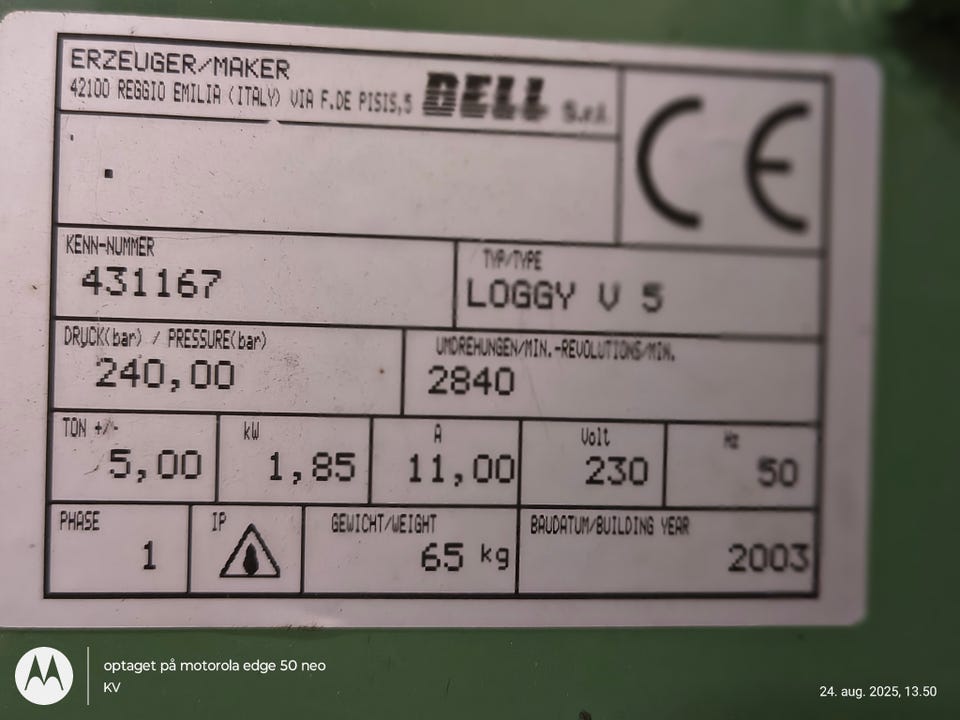 ERZEUGER/MAKER
42100 REGGIO EMILIA (ITALY) VIA F.DE PISIS,5 BELL S.r.l.
CE
KENN-NUMMER
431167
TYP/TYPE
LOGGY V 5
DRUCK(bar) / PRESSURE(bar)
240,00
UMDREHUNGEN/MIN.-REVOLUTIONS/MIN.
2840
TON +/-
5,00
kW
1,85
A
11,00
Volt
230
Hz
50
PHASE
1
IP
GEWICHT/WEIGHT
65 kg
BAUDATUM/BUILDING YEAR
2003
optaget på motorola edge 50 neo
KV
24. aug. 2025, 13.50